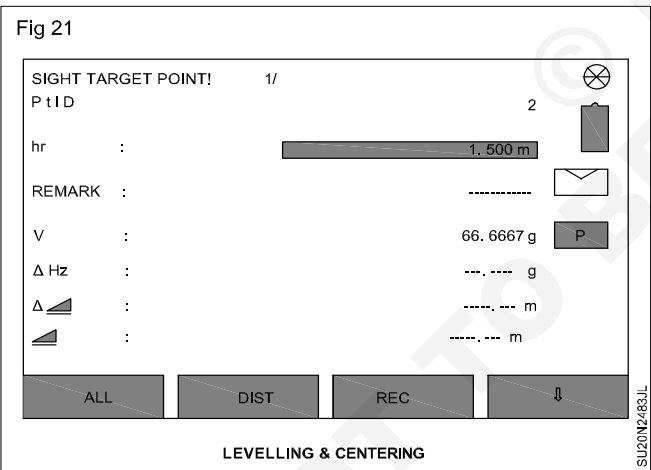 Fig 21
SIGHT TARGET POINT! 1/
PtID 2
hr : 1. 500 m
REMARK : -----------
V : 66. 6667 g
P
Δ Hz : ---. ---- g
Δ : -----. --- m
: -----. --- m
ALL DIST REC ⇩
LEVELLING & CENTERING
SU20N2483JL